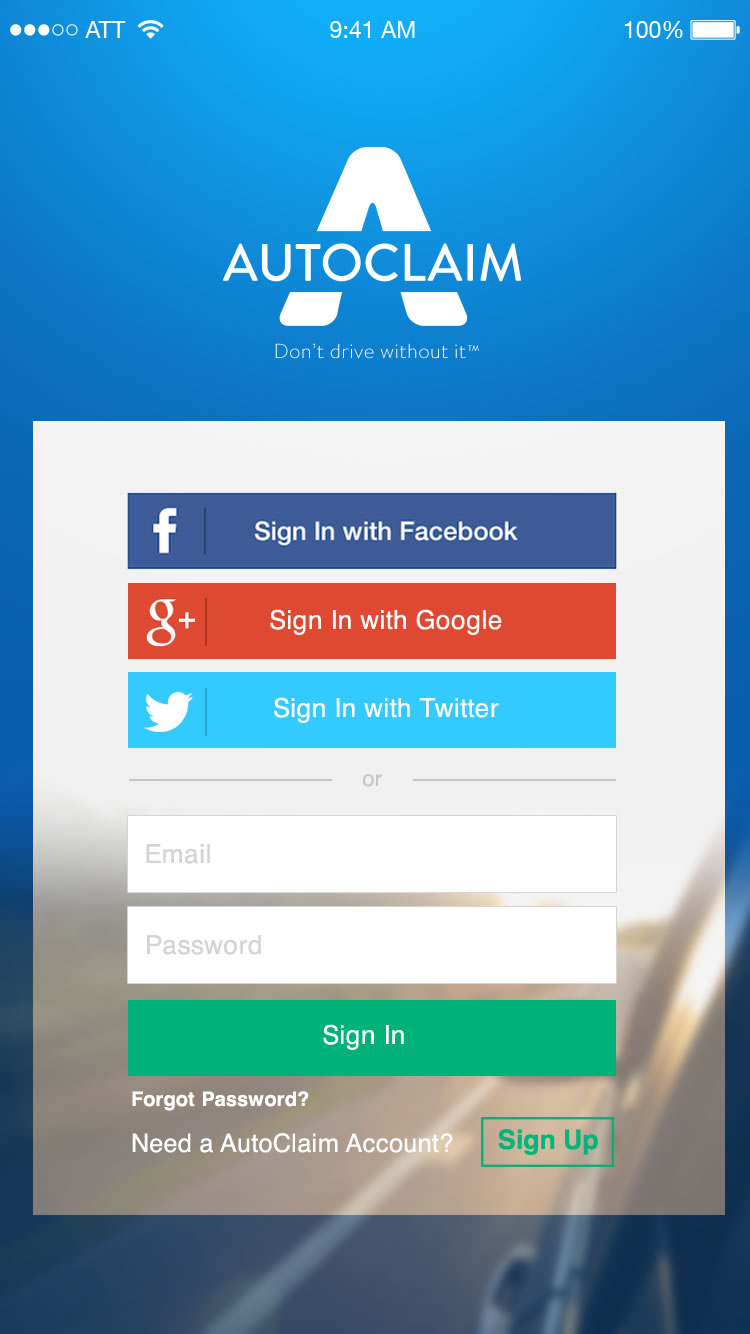 ATT 9:41 AM 100%
AUTOCLAIM
Don't drive without it™
f Sign In with Facebook
g+ Sign In with Google
Sign In with Twitter
or
Email
Password
Sign In
Forgot Password?
Need a AutoClaim Account? Sign Up